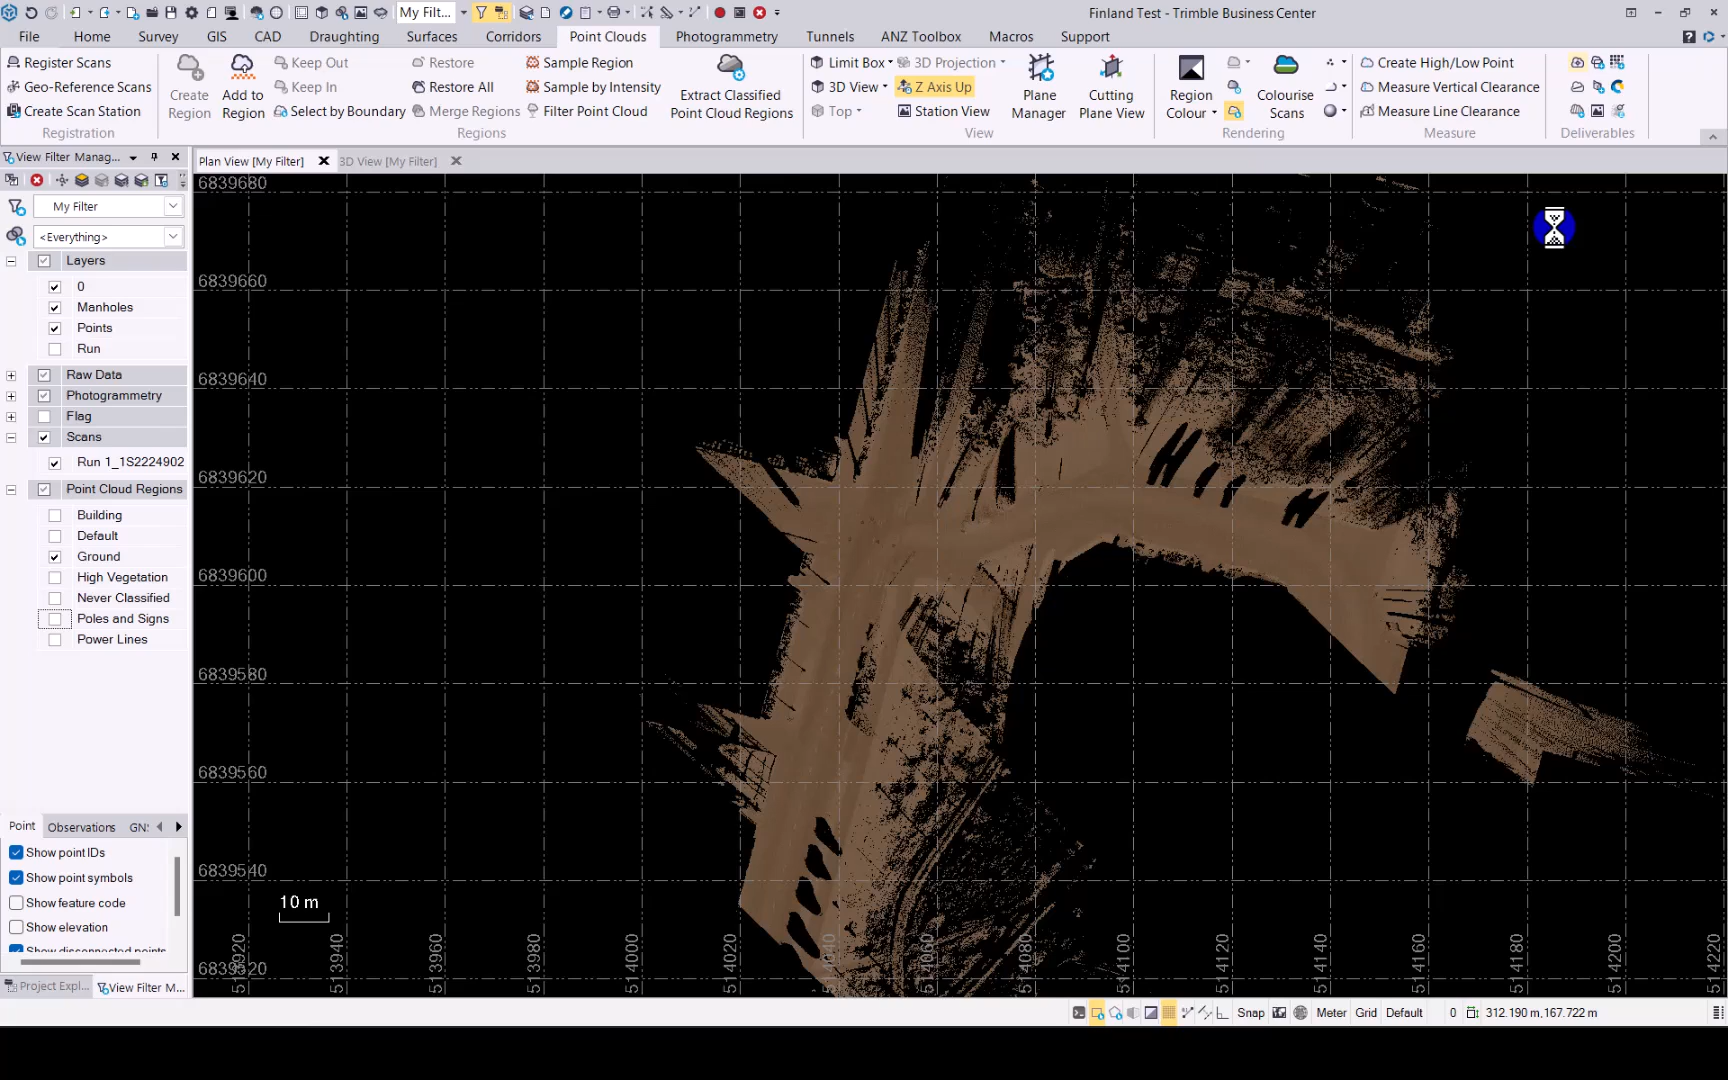 My Filt...
Finland Test - Trimble Business Center
File Home Survey GIS CAD Draughting Surfaces Corridors Point Clouds Photogrammetry Tunnels ANZ Toolbox Macros Support
Register Scans
Geo-Reference Scans
Create Scan Station
Registration
Create Region
Add to Region
Keep Out
Keep In
Select by Boundary
Restore
Restore All
Merge Regions
Sample Region
Sample by Intensity
Filter Point Cloud
Extract Classified Point Cloud Regions
Regions
Limit Box
3D View
Top
3D Projection
Z Axis Up
Station View
Plane Manager
Cutting Plane View
View
Region Colour
Colourise Scans
Rendering
Create High/Low Point
Measure Vertical Clearance
Measure Line Clearance
Measure
Deliverables
View Filter Manag...
Plan View [My Filter]
3D View [My Filter]
My Filter
<Everything>
Layers
0
Manholes
Points
Run
Raw Data
Photogrammetry
Flag
Scans
Run 1_1S2224902
Point Cloud Regions
Building
Default
Ground
High Vegetation
Never Classified
Poles and Signs
Power Lines
Point Observations GN
Show point IDs
Show point symbols
Show feature code
Show elevation
Show disconnected points
Project Expl...
View Filter M...
6839680
6839660
6839640
6839620
6839600
6839580
6839560
6839540
6839520
10 m
513920
513940
513960
513980
514000
514020
514040
514060
514080
514100
514120
514140
514160
514180
514200
514220
Snap Meter Grid Default 0 312.190 m,167.722 m